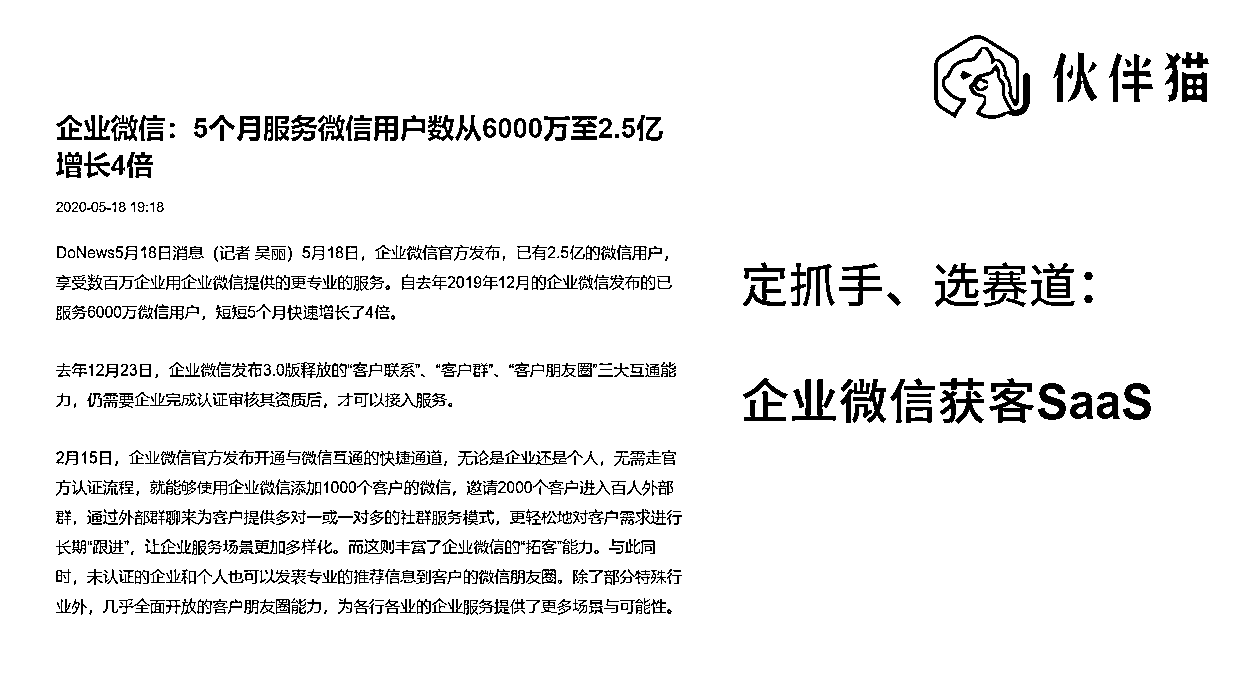 伙伴猫
企业微信：5个月服务微信用户数从6000万至2.5亿
增长4倍
2020-05-18 19:18
DoNews5月18日消息（记者 吴丽）5月18日，企业微信官方发布，已有2.5亿的微信用户，
享受数百万企业用企业微信提供的更专业的服务。自去年2019年12月的企业微信发布的已
服务6000万微信用户，短短5个月快速增长了4倍。
去年12月23日，企业微信发布3.0版释放的“客户联系”、“客户群”、“客户朋友圈”三大互通能
力，仍需要企业完成认证审核其资质后，才可以接入服务。
2月15日，企业微信官方发布开通与微信互通的快捷通道，无论是企业还是个人，无需走官
方认证流程，就能够使用企业微信添加1000个客户的微信，邀请2000个客户进入百人外部
群，通过外部群聊来为客户提供多对一或一对多的社群服务模式，更轻松地对客户需求进行
长期“跟进”，让企业服务场景更加多样化。而这则丰富了企业微信的“拓客”能力。与此同
时，未认证的企业和个人也可以发表专业的推荐信息到客户的微信朋友圈。除了部分特殊行
业外，几乎全面开放的客户朋友圈能力，为各行各业的企业服务提供了更多场景与可能性。
定抓手、选赛道：
企业微信获客SaaS